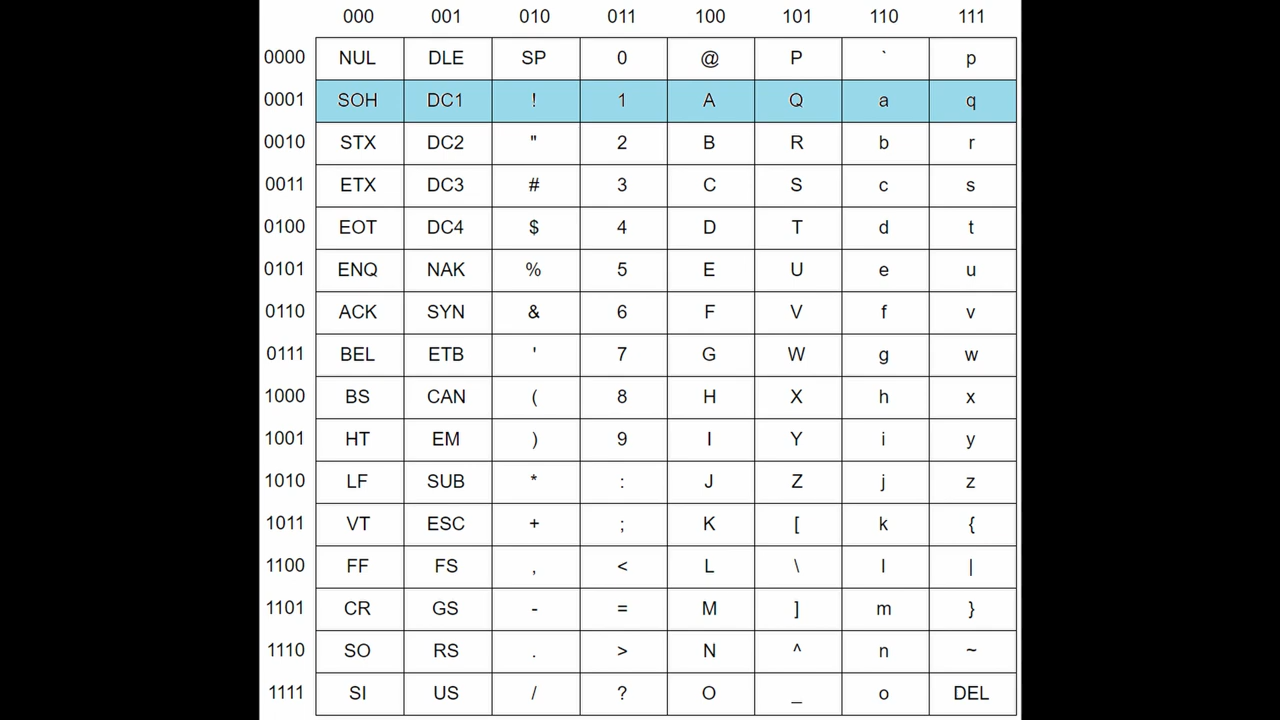 000 001 010 011 100 101 110 111
0000 NUL DLE SP 0 @ P ` p
0001 SOH DC1 ! 1 A Q a q
0010 STX DC2 " 2 B R b r
0011 ETX DC3 # 3 C S c s
0100 EOT DC4 $ 4 D T d t
0101 ENQ NAK % 5 E U e u
0110 ACK SYN & 6 F V f v
0111 BEL ETB ' 7 G W g w
1000 BS CAN ( 8 H X h x
1001 HT EM ) 9 I Y i y
1010 LF SUB * : J Z j z
1011 VT ESC + ; K [ k {
1100 FF FS , < L \ l |
1101 CR GS - = M ] m }
1110 SO RS . > N ^ n ~
1111 SI US / ? O _ o DEL